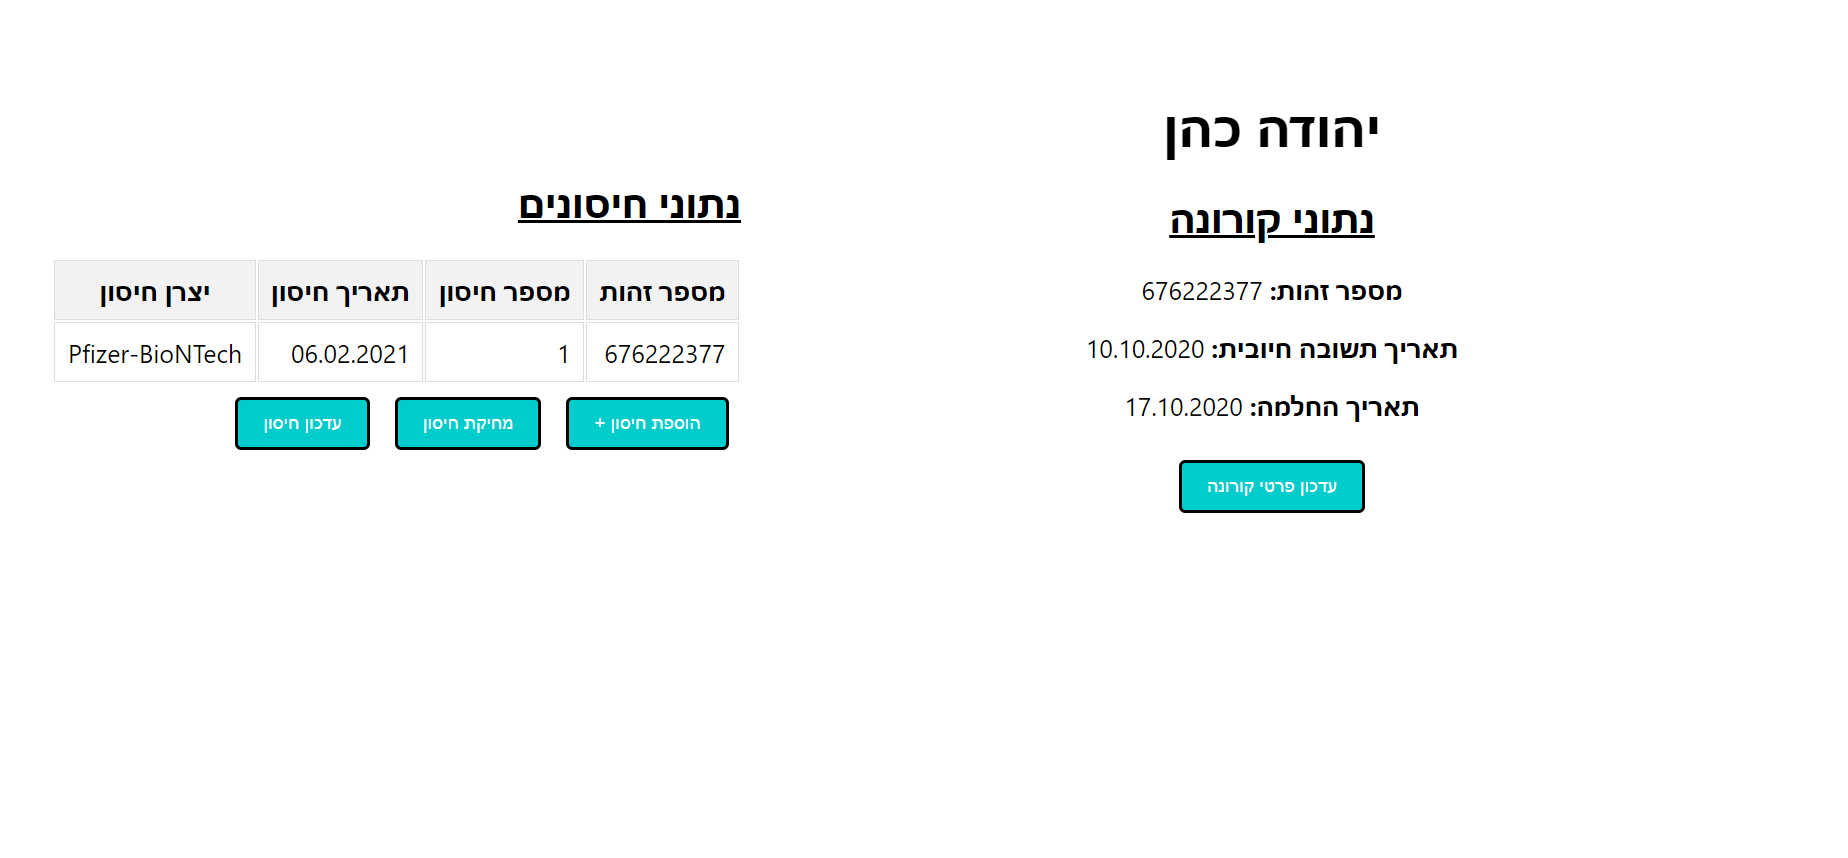 יהודה כהן
נתוני קורונה
מספר זהות: 676222377
תאריך תשובה חיובית: 10.10.2020
תאריך החלמה: 17.10.2020
עדכון פרטי קורונה
נתוני חיסונים
מספר זהות מספר חיסון תאריך חיסון יצרן חיסון
676222377 1 06.02.2021 Pfizer-BioNTech
הוספת חיסון + מחיקת חיסון עדכון חיסון